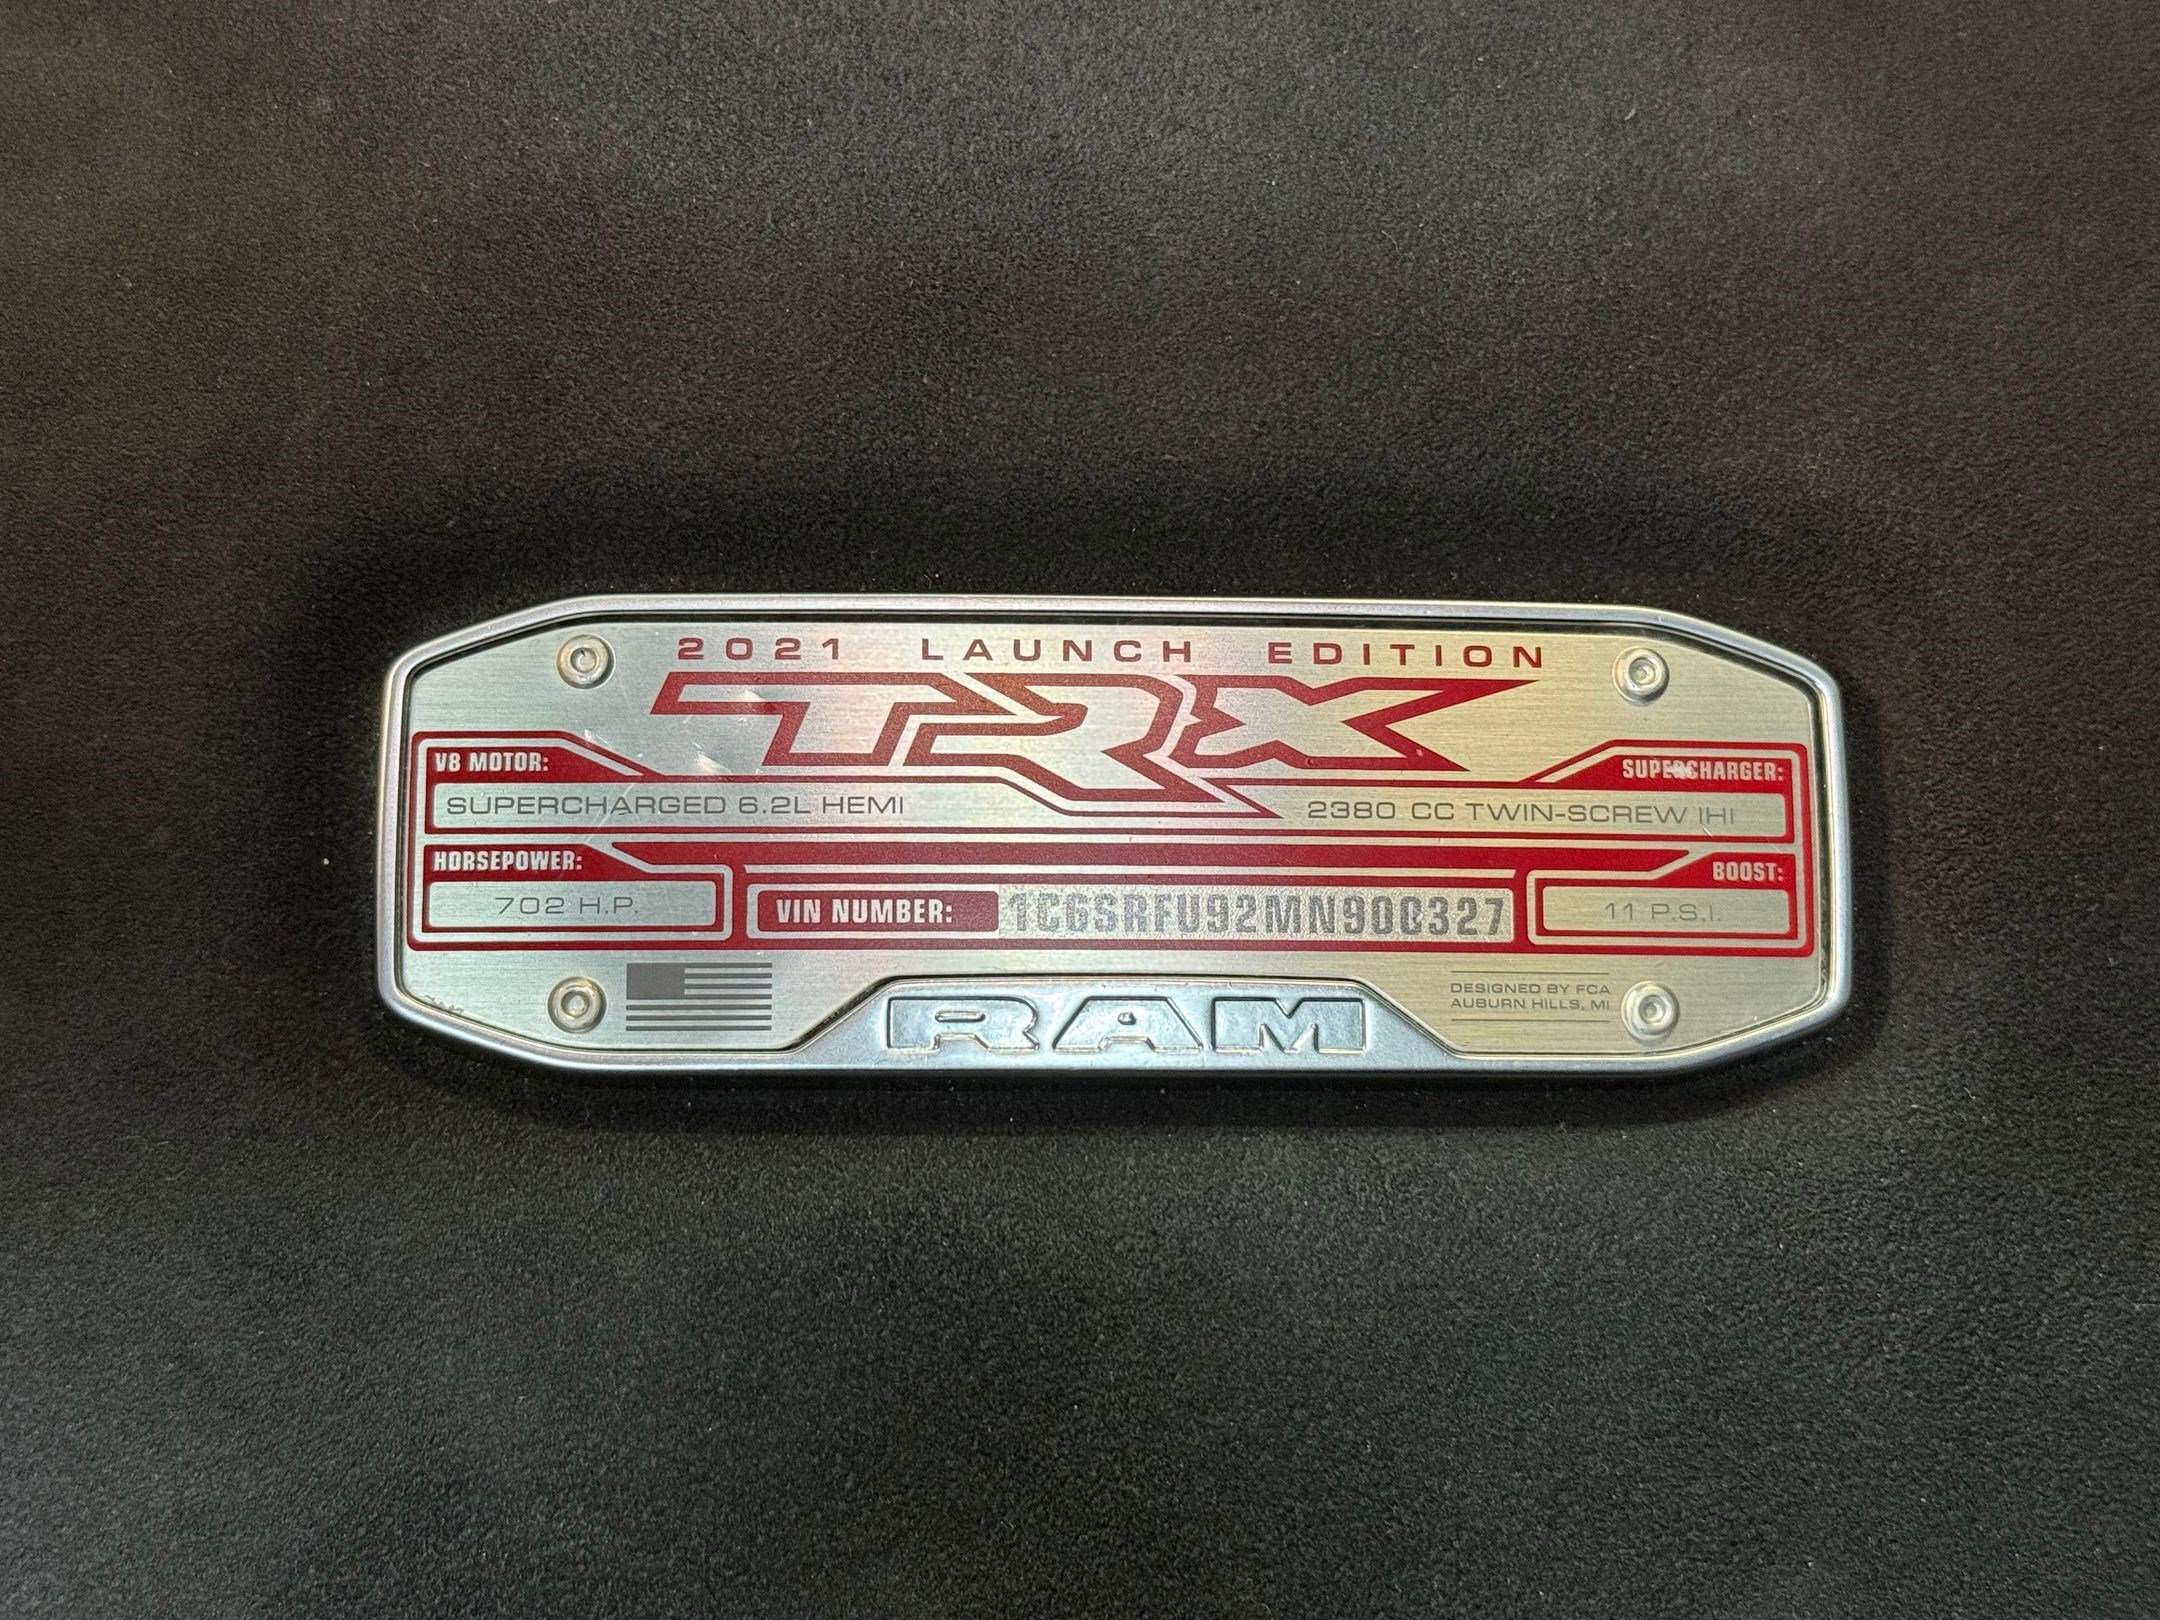 2021 LAUNCH EDITION
TRX
V8 MOTOR:
SUPERCHARGED 6.2L HEMI
SUPERCHARGER:
2380 CC TWIN-SCREW IHI
HORSEPOWER:
702 H.P.
VIN NUMBER: 1C6SRFU92MN900327
BOOST:
11 P.S.I.
RAM
DESIGNED BY FCA
AUBURN HILLS, MI